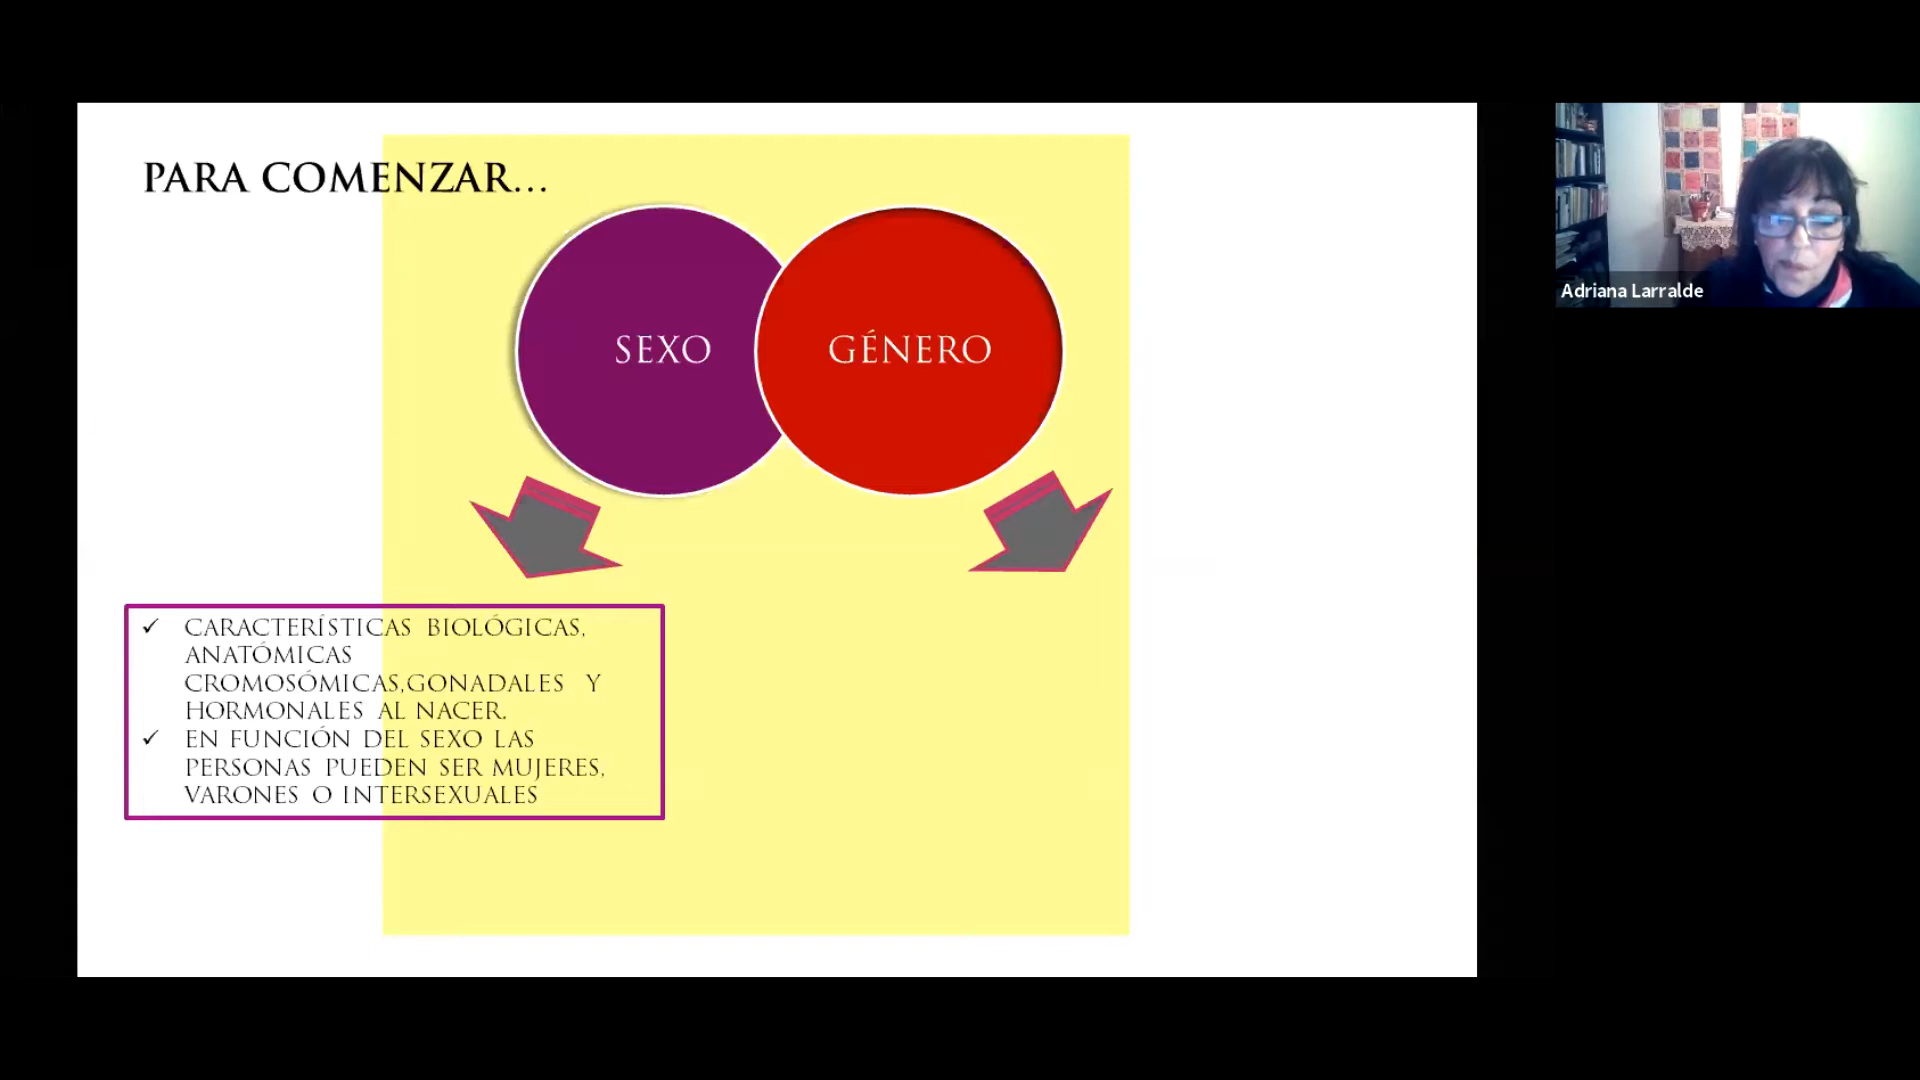 PARA COMENZAR...
SEXO
GÉNERO
✓ CARACTERÍSTICAS BIOLÓGICAS,
ANATÓMICAS
CROMOSÓMICAS,GONADALES Y
HORMONALES AL NACER.
✓ EN FUNCIÓN DEL SEXO LAS
PERSONAS PUEDEN SER MUJERES,
VARONES O INTERSEXUALES
Adriana Larralde